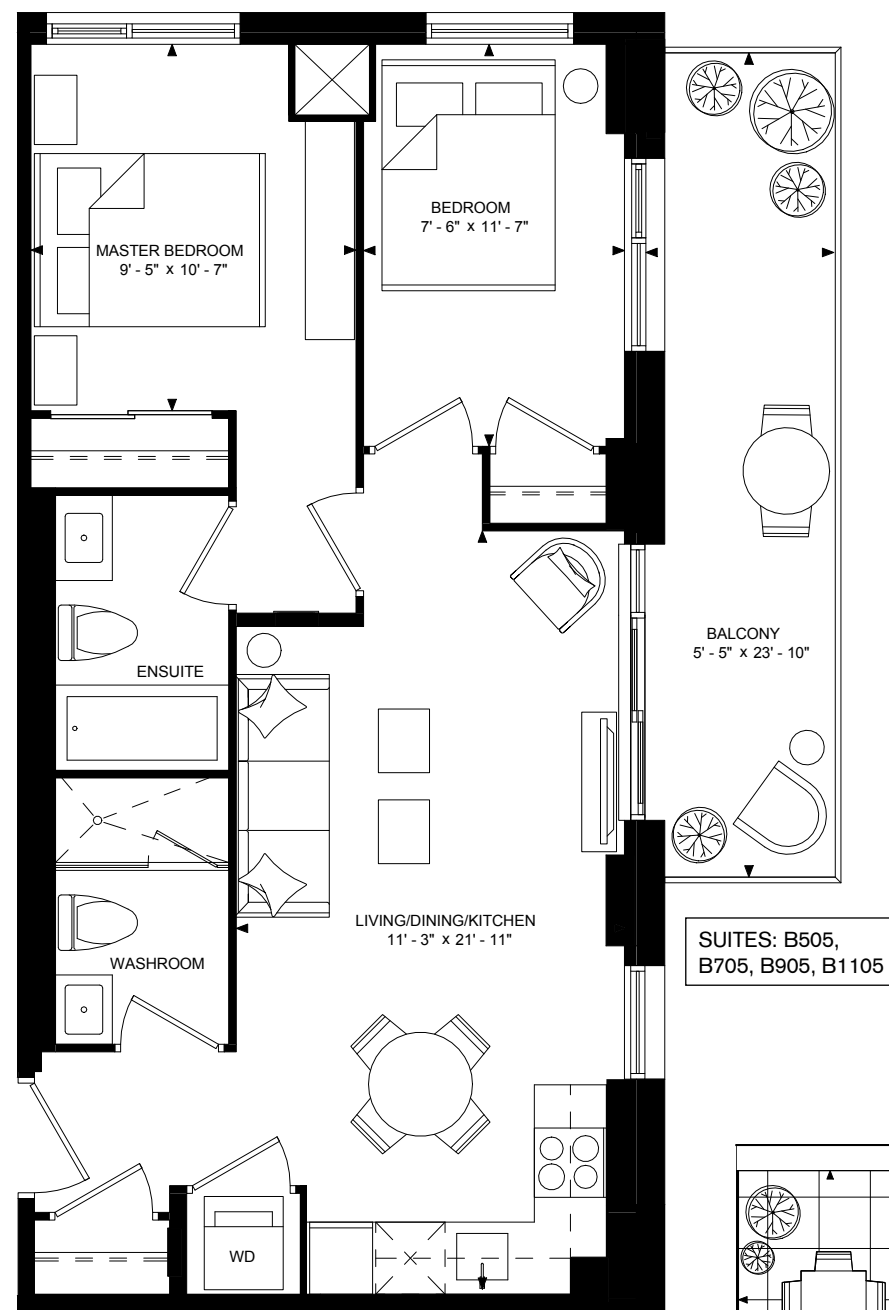 BEDROOM
7' - 6" x 11' - 7"
MASTER BEDROOM
9' - 5" x 10' - 7"
BALCONY
5' - 5" x 23' - 10"
ENSUITE
LIVING/DINING/KITCHEN
11' - 3" x 21' - 11"
SUITES: B505,
B705, B905, B1105
WASHROOM
WD